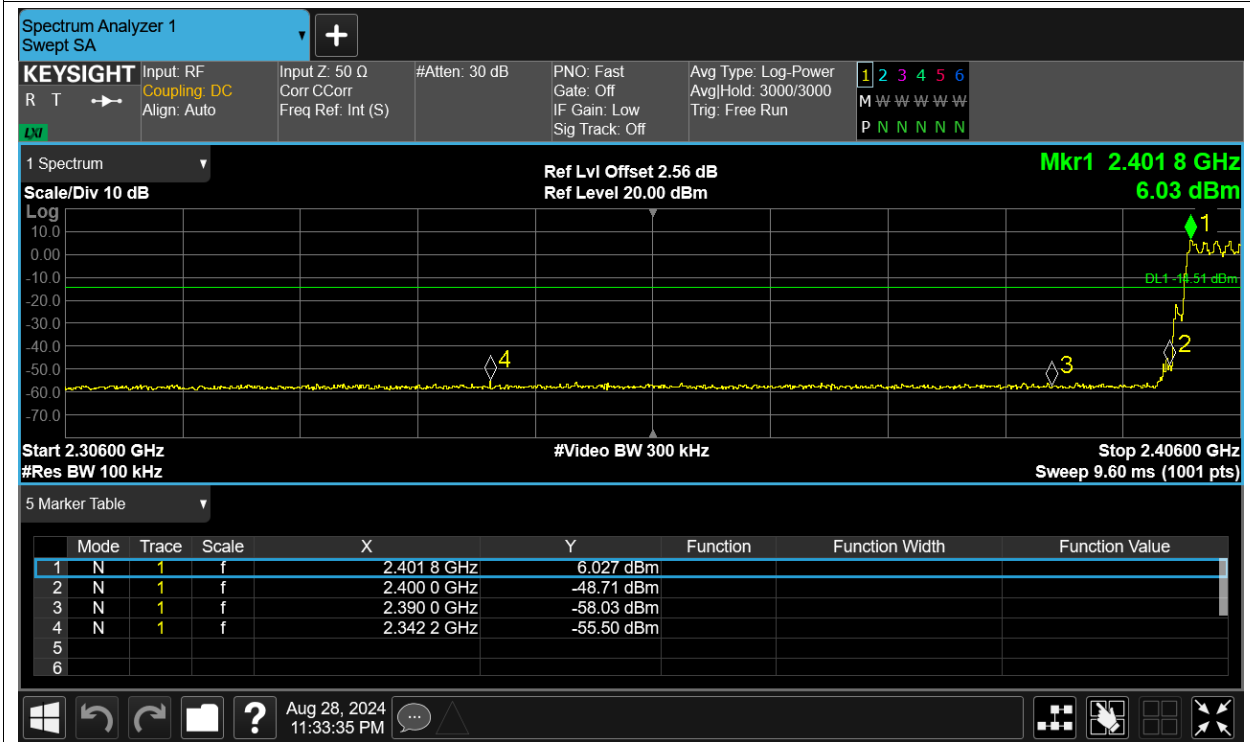 Spectrum Analyzer 1
Swept SA
+
KEYSIGHT Input: RF Input Z: 50 Ω #Atten: 30 dB PNO: Fast Avg Type: Log-Power 1 2 3 4 5 6
R T Coupling: DC Corr CCorr Gate: Off Avg|Hold: 3000/3000 M W W W W W
Align: Auto Freq Ref: Int (S) IF Gain: Low Trig: Free Run
LXI Sig Track: Off P N N N N N
1 Spectrum Ref Lvl Offset 2.56 dB Mkr1 2.401 8 GHz
Scale/Div 10 dB Ref Level 20.00 dBm 6.03 dBm
Log
1
10.0
0.00
-10.0
DL1 -14.51 dBm
-20.0
-30.0
-40.0
2
4
3
-50.0
-60.0
-70.0
Start 2.30600 GHz #Video BW 300 kHz Stop 2.40600 GHz
#Res BW 100 kHz Sweep 9.60 ms (1001 pts)
5 Marker Table
Mode Trace Scale X Y Function Function Width Function Value
1 N 1 f 2.401 8 GHz 6.027 dBm
2 N 1 f 2.400 0 GHz -48.71 dBm
3 N 1 f 2.390 0 GHz -58.03 dBm
4 N 1 f 2.342 2 GHz -55.50 dBm
5
6
? Aug 28, 2024
11:33:35 PM